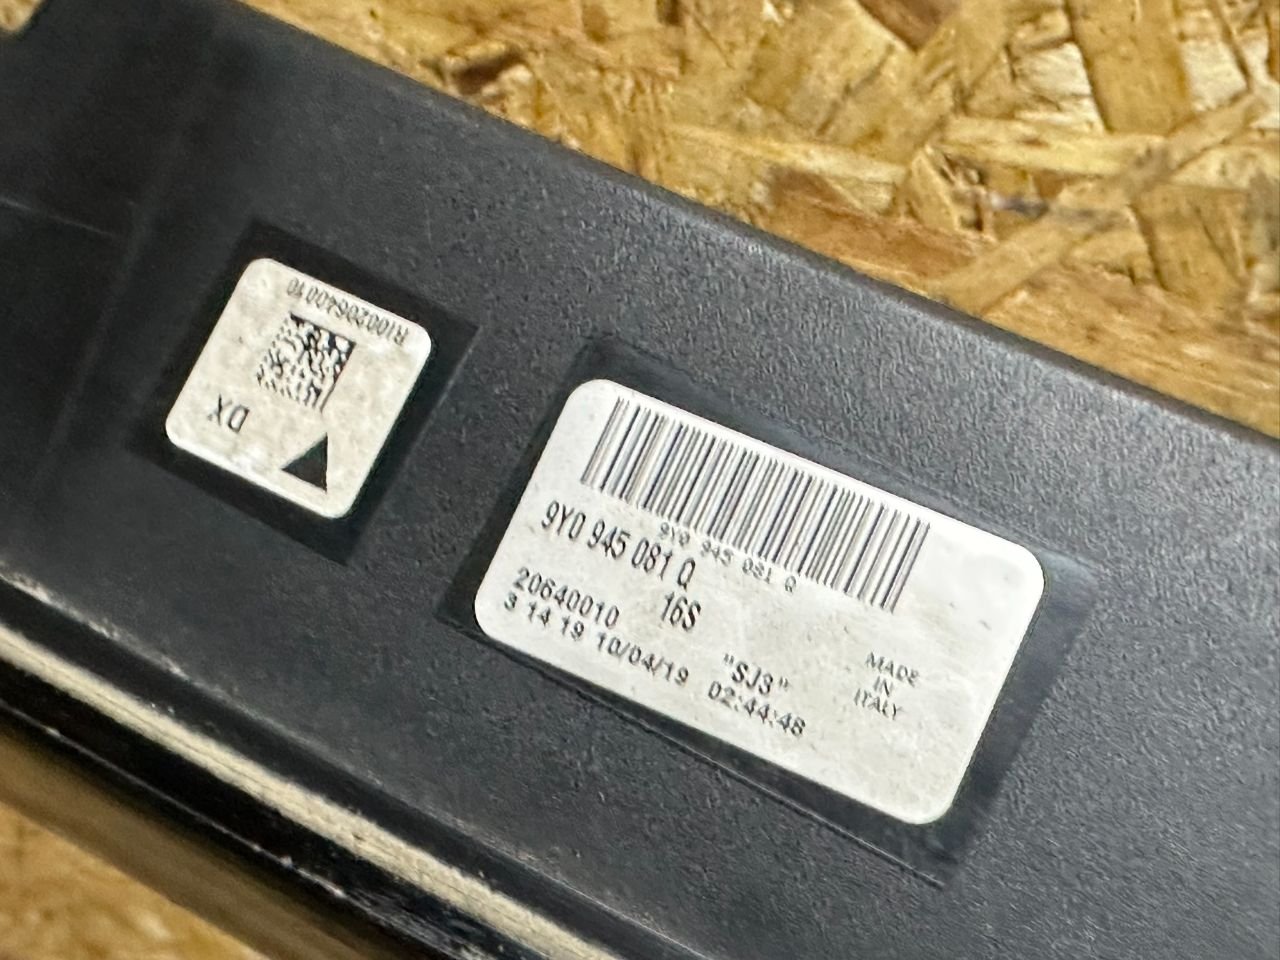 R10020640010
DX
9Y0 945 081 Q
9Y0 945 081 Q
16S
20640010
3 14 19 10/04/19 02:44:48
"SJ3"
MADE
IN
ITALY